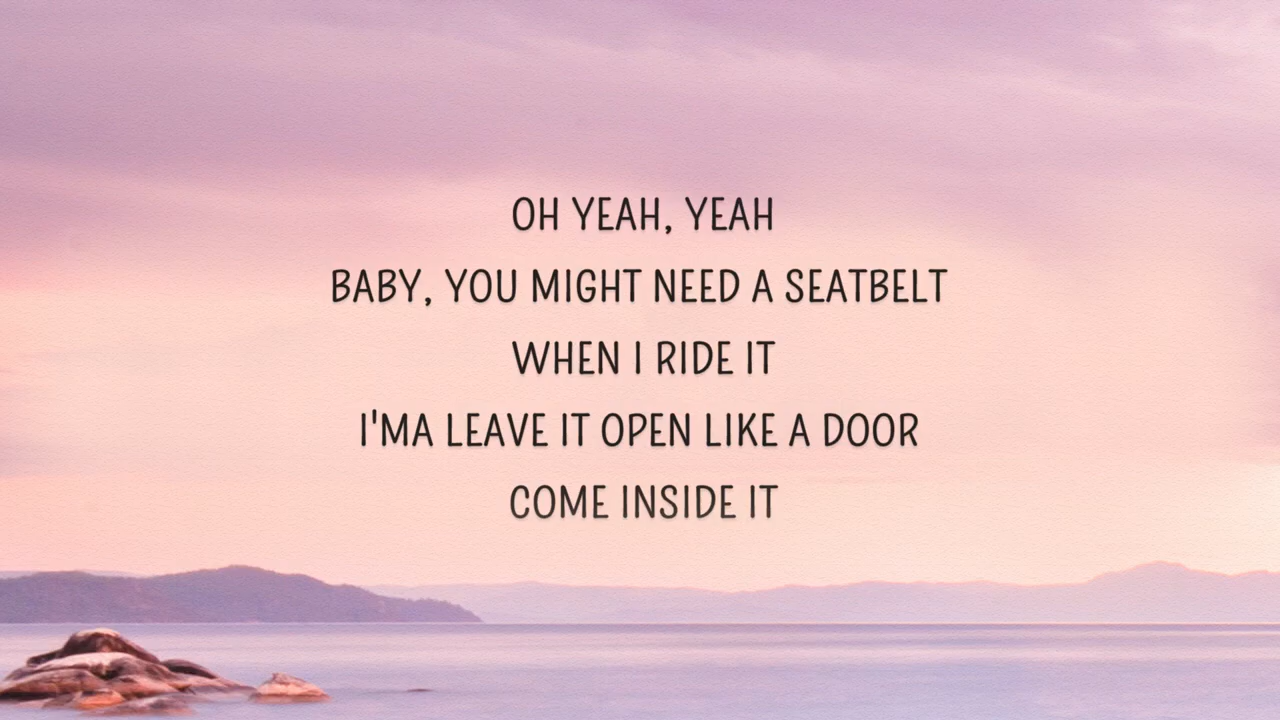 OH YEAH, YEAH
BABY, YOU MIGHT NEED A SEATBELT
WHEN I RIDE IT
I'MA LEAVE IT OPEN LIKE A DOOR
COME INSIDE IT